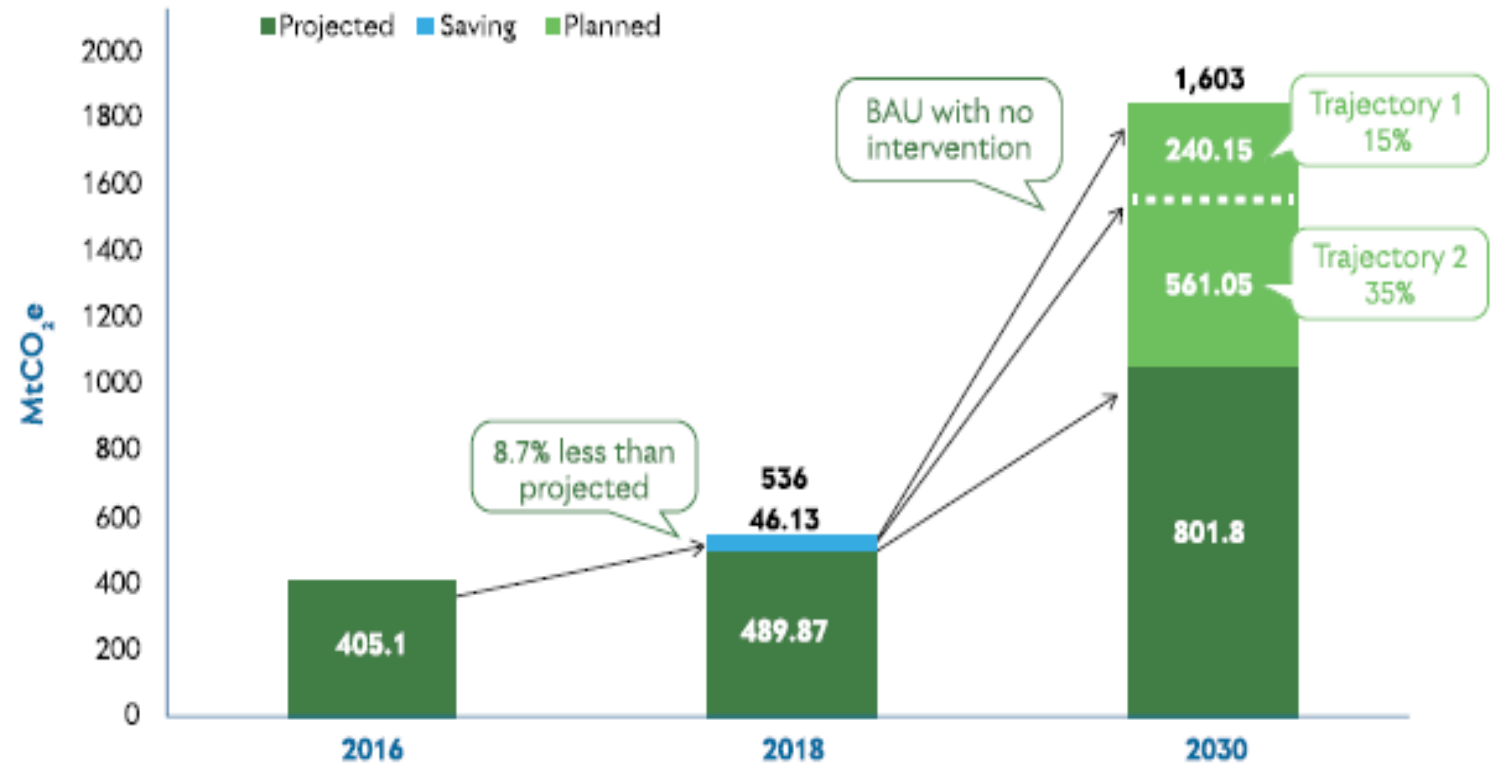 Projected Saving Planned
2000
1800
1600
1400
1200
1000
800
600
400
200
0
MtCO₂e
BAU with no
intervention
1,603
240.15
Trajectory 1
15%
561.05
Trajectory 2
35%
801.8
8.7% less than
projected
536
46.13
489.87
405.1
2016 2018 2030